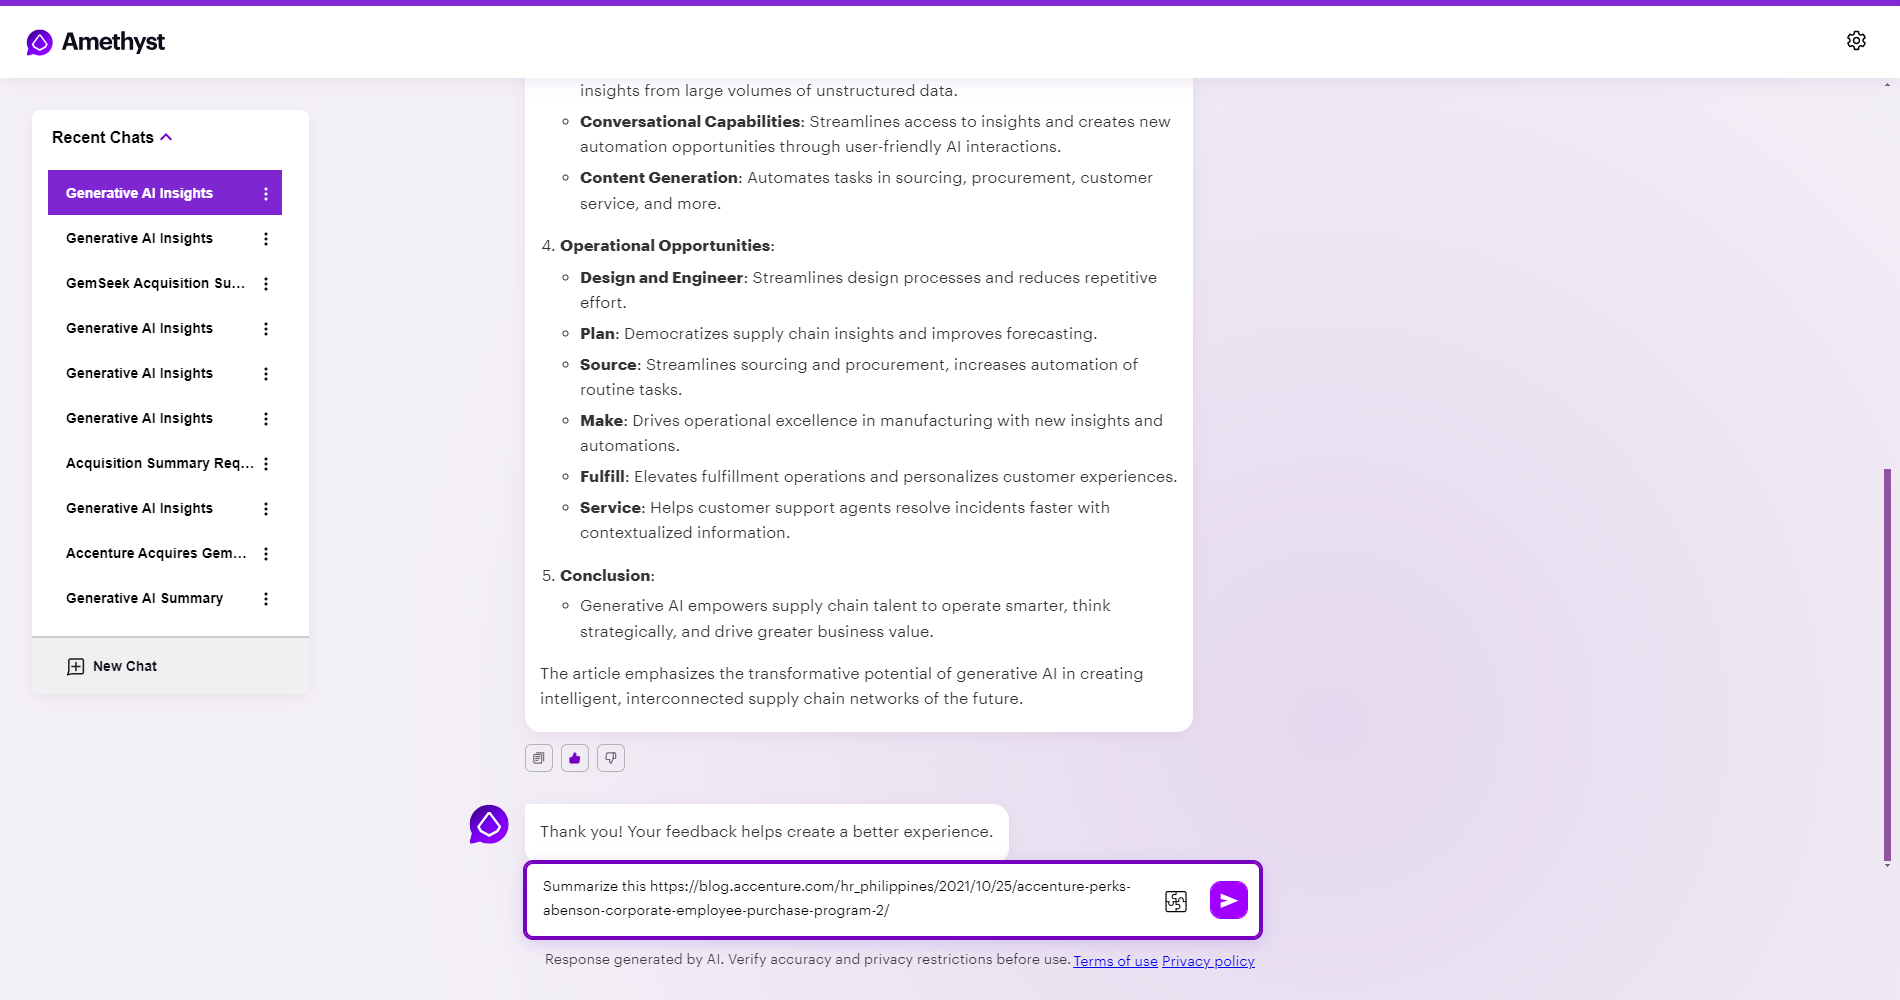 Amethyst
Recent Chats
Generative AI Insights
Generative AI Insights
GemSeek Acquisition Su...
Generative AI Insights
Generative AI Insights
Generative AI Insights
Acquisition Summary Req...
Generative AI Insights
Accenture Acquires Gem...
Generative AI Summary
New Chat
insights from large volumes of unstructured data.
Conversational Capabilities: Streamlines access to insights and creates new
automation opportunities through user-friendly AI interactions.
Content Generation: Automates tasks in sourcing, procurement, customer
service, and more.
4. Operational Opportunities:
Design and Engineer: Streamlines design processes and reduces repetitive
effort.
Plan: Democratizes supply chain insights and improves forecasting.
Source: Streamlines sourcing and procurement, increases automation of
routine tasks.
Make: Drives operational excellence in manufacturing with new insights and
automations.
Fulfill: Elevates fulfillment operations and personalizes customer experiences.
Service: Helps customer support agents resolve incidents faster with
contextualized information.
5. Conclusion:
Generative AI empowers supply chain talent to operate smarter, think
strategically, and drive greater business value.
The article emphasizes the transformative potential of generative AI in creating
intelligent, interconnected supply chain networks of the future.
Thank you! Your feedback helps create a better experience.
Summarize this https://blog.accenture.com/hr_philippines/2021/10/25/accenture-perks-
abenson-corporate-employee-purchase-program-2/
Response generated by AI. Verify accuracy and privacy restrictions before use. Terms of use Privacy policy